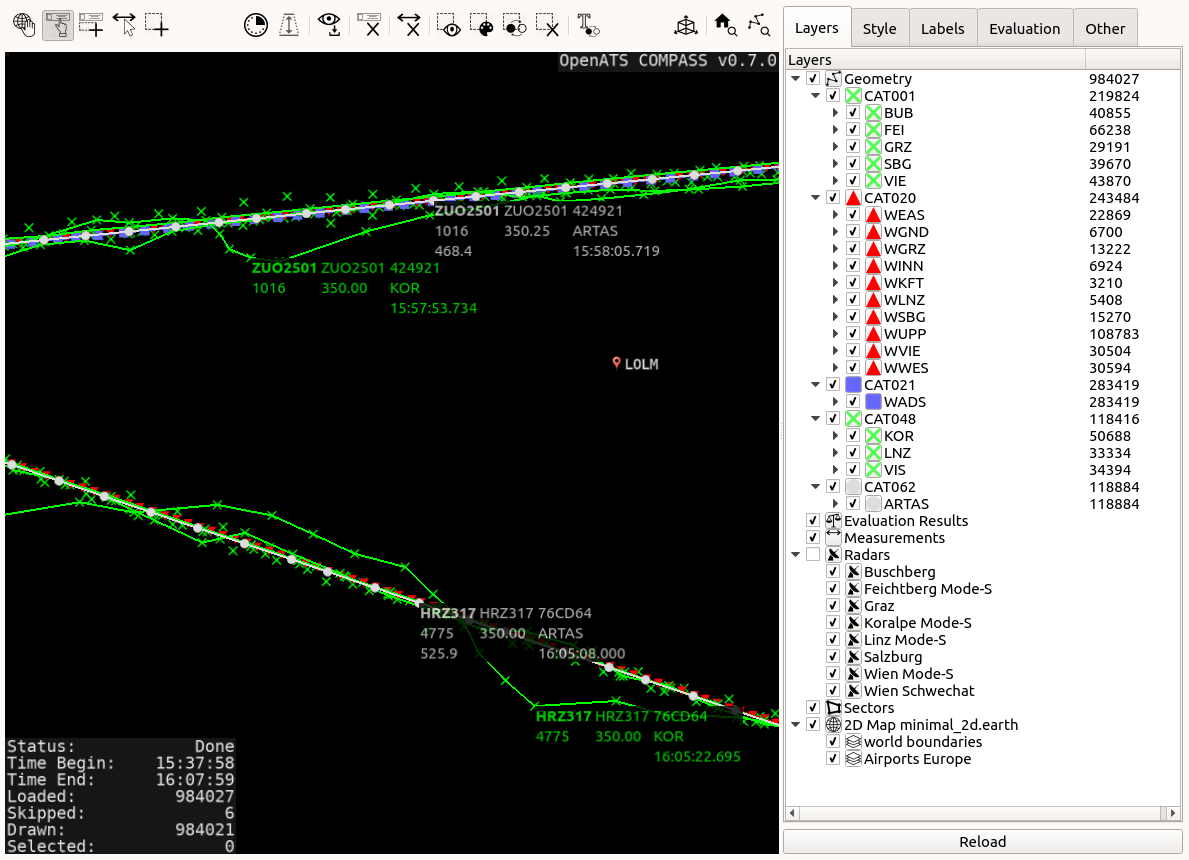 Layers Style Labels Evaluation Other
OpenATS COMPASS v0.7.0
ZUO2501 ZUO2501 424921
1016 350.25 ARTAS
468.4 15:58:05.719
ZUO2501 ZUO2501 424921
1016 350.00 KOR
15:57:53.734
LOLM
HRZ317 HRZ317 76CD64
4775 350.00 ARTAS
525.9 16:05:08.000
HRZ317 HRZ317 76CD64
4775 350.00 KOR
16:05:22.695
Status: Done
Time Begin: 15:37:58
Time End: 16:07:59
Loaded: 984027
Skipped: 6
Drawn: 984021
Selected: 0
Layers
Geometry 984027
CAT001 219824
BUB 40855
FEI 66238
GRZ 29191
SBG 39670
VIE 43870
CAT020 243484
WEAS 22869
WGND 6700
WGRZ 13222
WINN 6924
WKFT 3210
WLNZ 5408
WSBG 15270
WUPP 108783
WVIE 30504
WWES 30594
CAT021 283419
WADS 283419
CAT048 118416
KOR 50688
LNZ 33334
VIS 34394
CAT062 118884
ARTAS 118884
Evaluation Results
Measurements
Radars
Buschberg
Feichtberg Mode-S
Graz
Koralpe Mode-S
Linz Mode-S
Salzburg
Wien Mode-S
Wien Schwechat
Sectors
2D Map minimal_2d.earth
world boundaries
Airports Europe
Reload